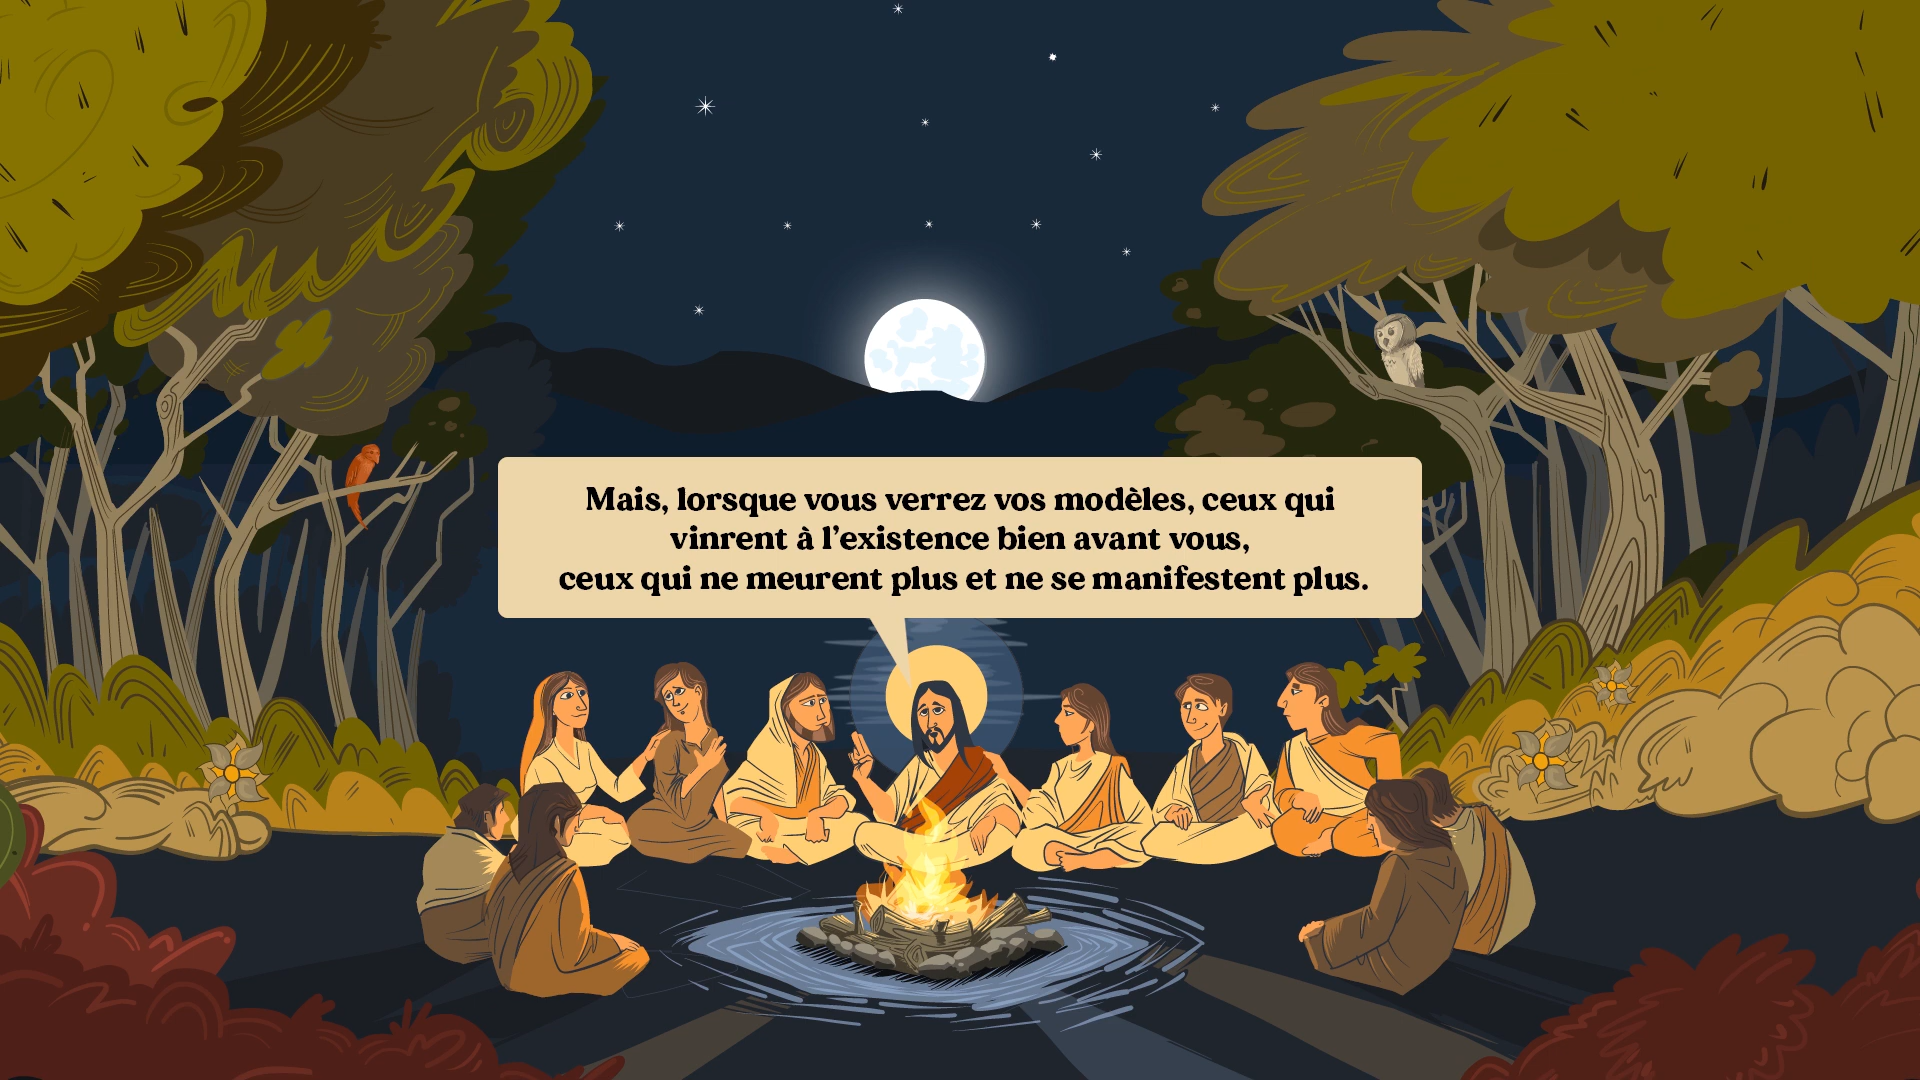 Mais, lorsque vous verrez vos modèles, ceux qui
vinrent à l’existence bien avant vous,
ceux qui ne meurent plus et ne se manifestent plus.